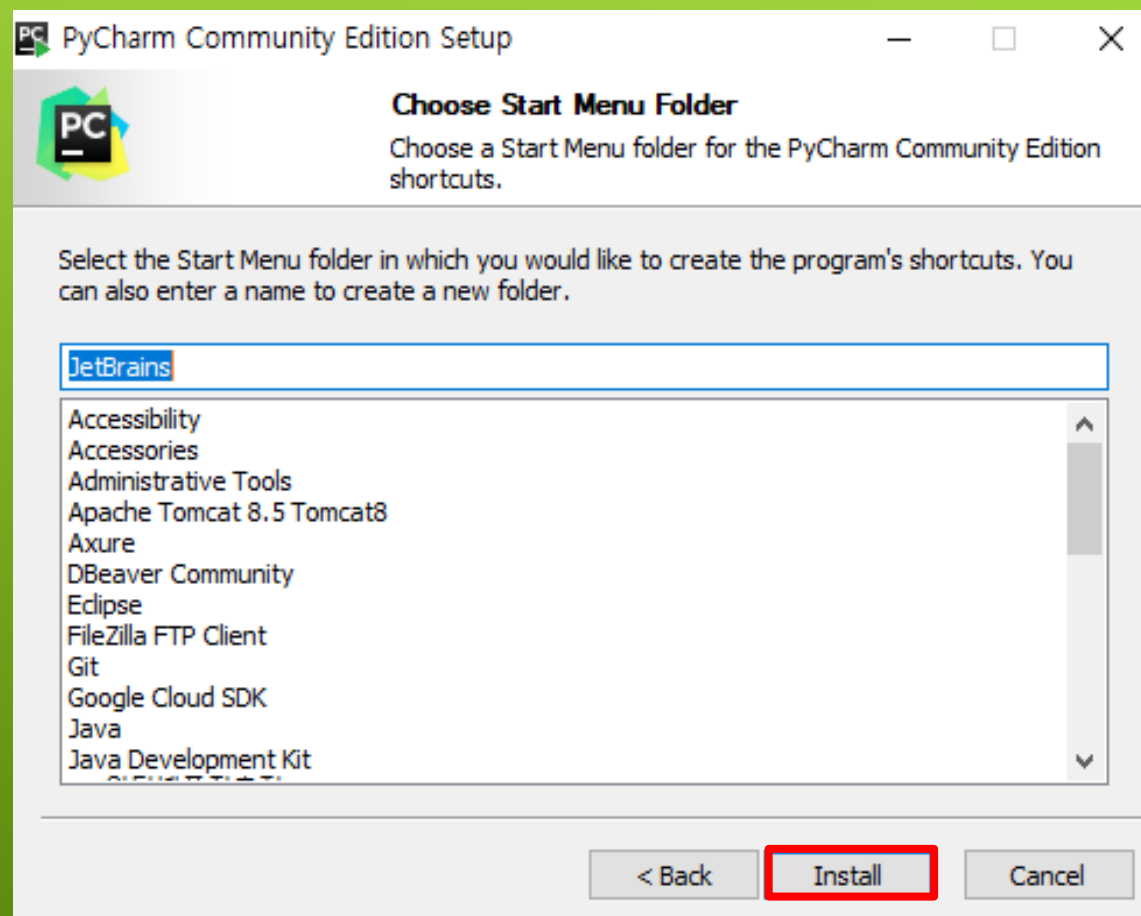 PC PyCharm Community Edition Setup
PC
Choose Start Menu Folder
Choose a Start Menu folder for the PyCharm Community Edition
shortcuts.
Select the Start Menu folder in which you would like to create the program's shortcuts. You
can also enter a name to create a new folder.
JetBrains
Accessibility
Accessories
Administrative Tools
Apache Tomcat 8.5 Tomcat8
Axure
DBeaver Community
Eclipse
FileZilla FTP Client
Git
Google Cloud SDK
Java
Java Development Kit
< Back Install Cancel